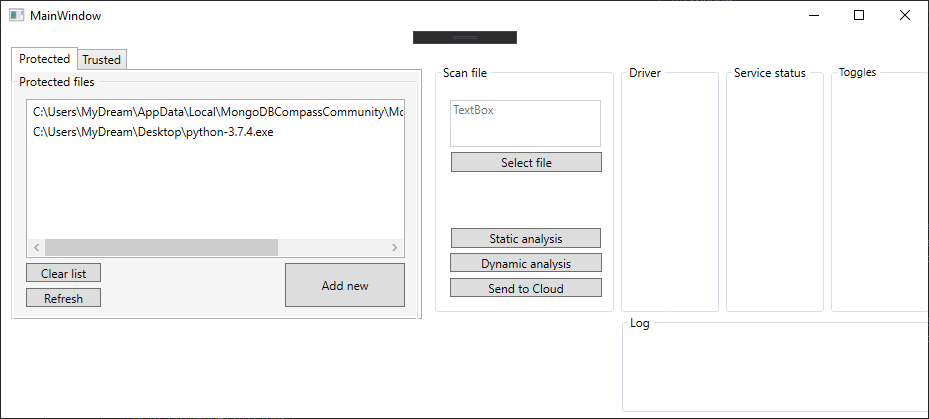 MainWindow
Protected
Trusted
Protected files
C:\Users\MyDream\AppData\Local\MongoDBCompassCommunity\Mo
C:\Users\MyDream\Desktop\python-3.7.4.exe
Clear list
Refresh
Add new
Scan file
TextBox
Select file
Static analysis
Dynamic analysis
Send to Cloud
Driver
Service status
Toggles
Log